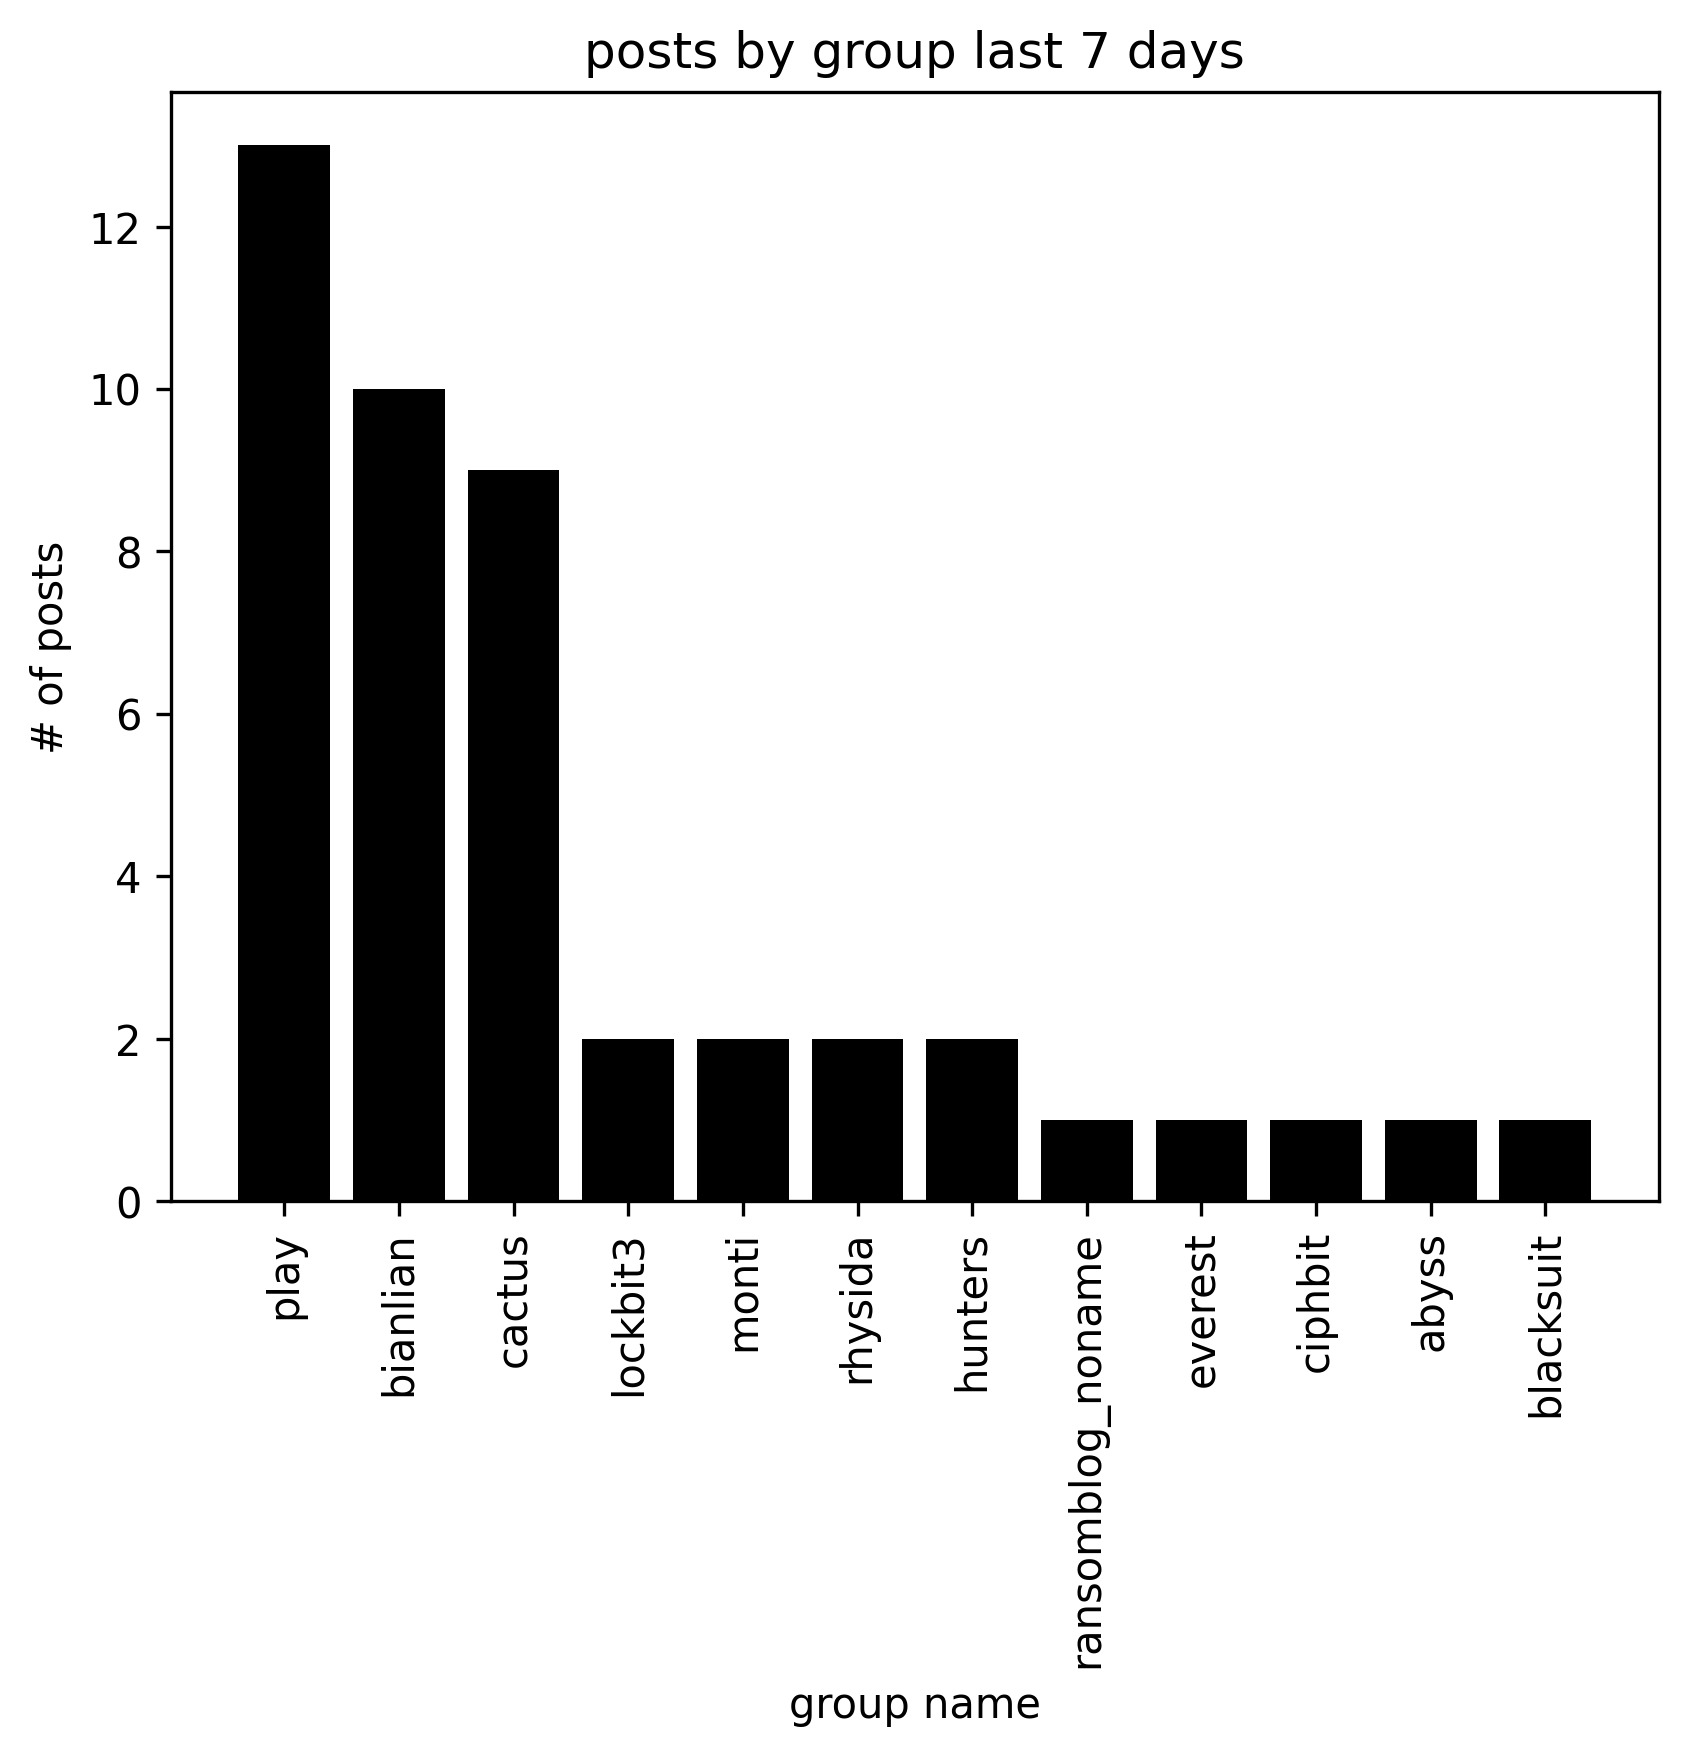 posts by group last 7 days
# of posts
12
10
8
6
4
2
0
play
bianlian
cactus
lockbit3
monti
rhysida
hunters
ransomblog_noname
everest
ciphbit
abyss
blacksuit
group name